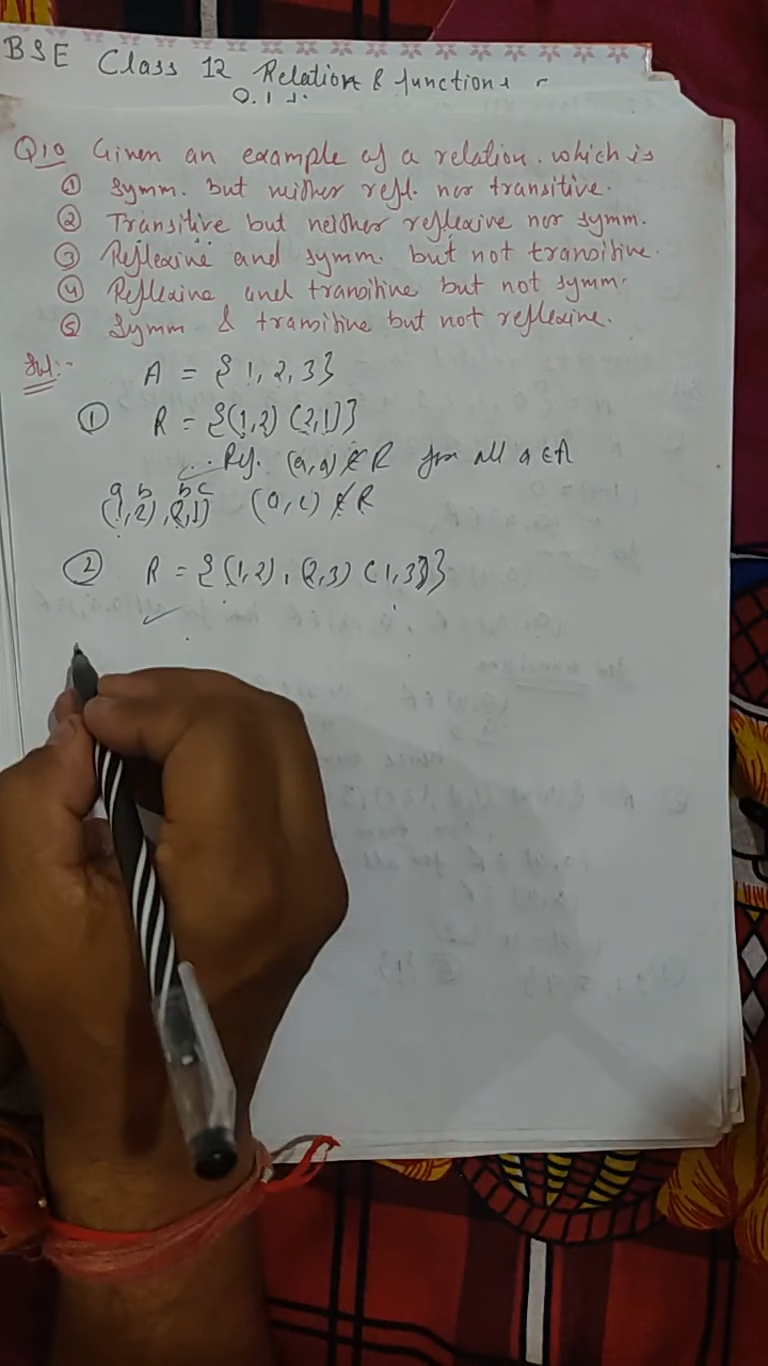 BSE Class 12 Relation & functions
Q10 Given an example of a relation. which is
① Symm. but neither refl. nor transitive.
② Transitive but neither reflexive nor symm.
③ Reflexive and symm. but not transitive.
④ Reflexive and transitive but not symm.
⑤ Symm & transitive but not reflexive.
Sol:- A = {1, 2, 3}
① R = {(1,2) (2,1)}
Ref. (a,a) ∉ R for all a ∈ A
a b b c
(1,2), (2,1) (a,c) ∉ R
② R = {(1,2), (2,3) (1,3)}